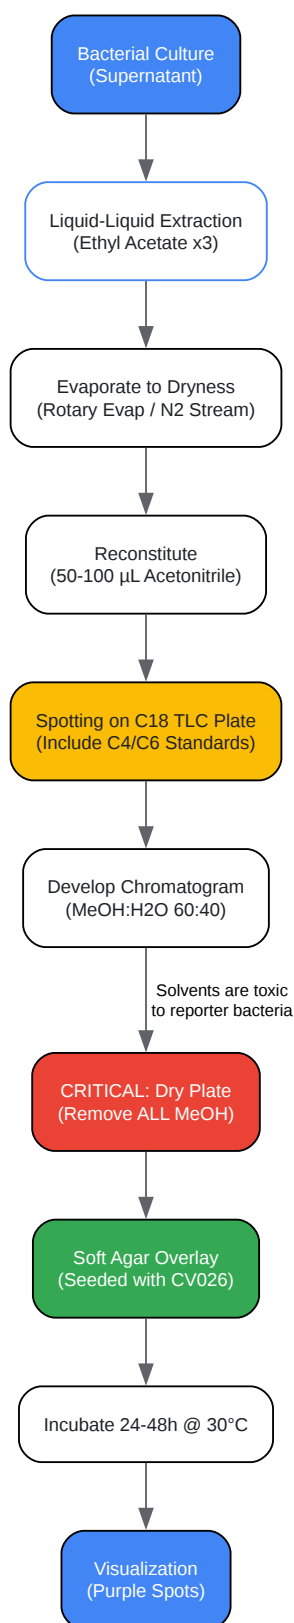 Bacterial Culture
(Supernatant)
Liquid-Liquid Extraction
(Ethyl Acetate x3)
Evaporate to Dryness
(Rotary Evap / N2 Stream)
Reconstitute
(50-100 µL Acetonitrile)
Spotting on C18 TLC Plate
(Include C4/C6 Standards)
Develop Chromatogram
(MeOH:H2O 60:40)
Solvents are toxic
to reporter bacteria
CRITICAL: Dry Plate
(Remove ALL MeOH)
Soft Agar Overlay
(Seeded with CV026)
Incubate 24-48h @ 30°C
Visualization
(Purple Spots)